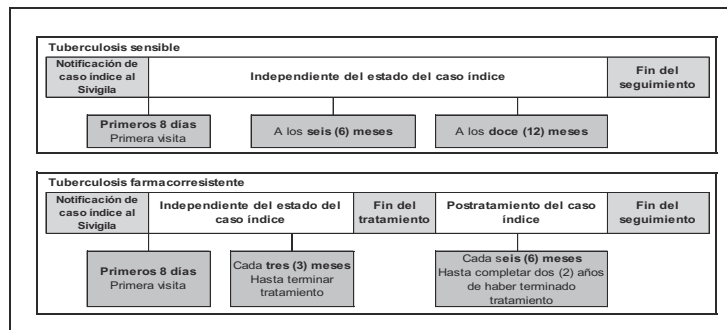 Tuberculosis sensible
Notificación de
caso índice al
Sivigila
Independiente del estado del caso índice
Fin del
seguimiento
Primeros 8 días
Primera visita
A los seis (6) meses
A los doce (12) meses
Tuberculosis farmacorresistente
Notificación de
caso índice al
Sivigila
Independiente del estado del
caso índice
Fin del
tratamiento
Postratamiento del caso
índice
Fin del
seguimiento
Primeros 8 días
Primera visita
Cada tres (3) meses
Hasta terminar
tratamiento
Cada seis (6) meses
Hasta completar dos (2) años
de haber terminado
tratamiento